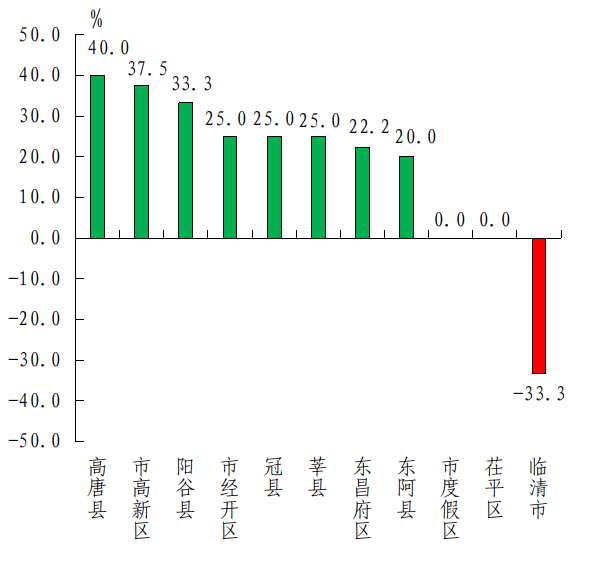 %
50.0
40.0
30.0
20.0
10.0
0.0
-10.0
-20.0
-30.0
-40.0
-50.0
40.0
37.5
33.3
25.0
25.0
25.0
22.2
20.0
0.0
0.0
-33.3
高唐县
市高新区
阳谷县
市经开区
冠县
莘县
东昌府区
东阿县
市度假区
茌平区
临清市